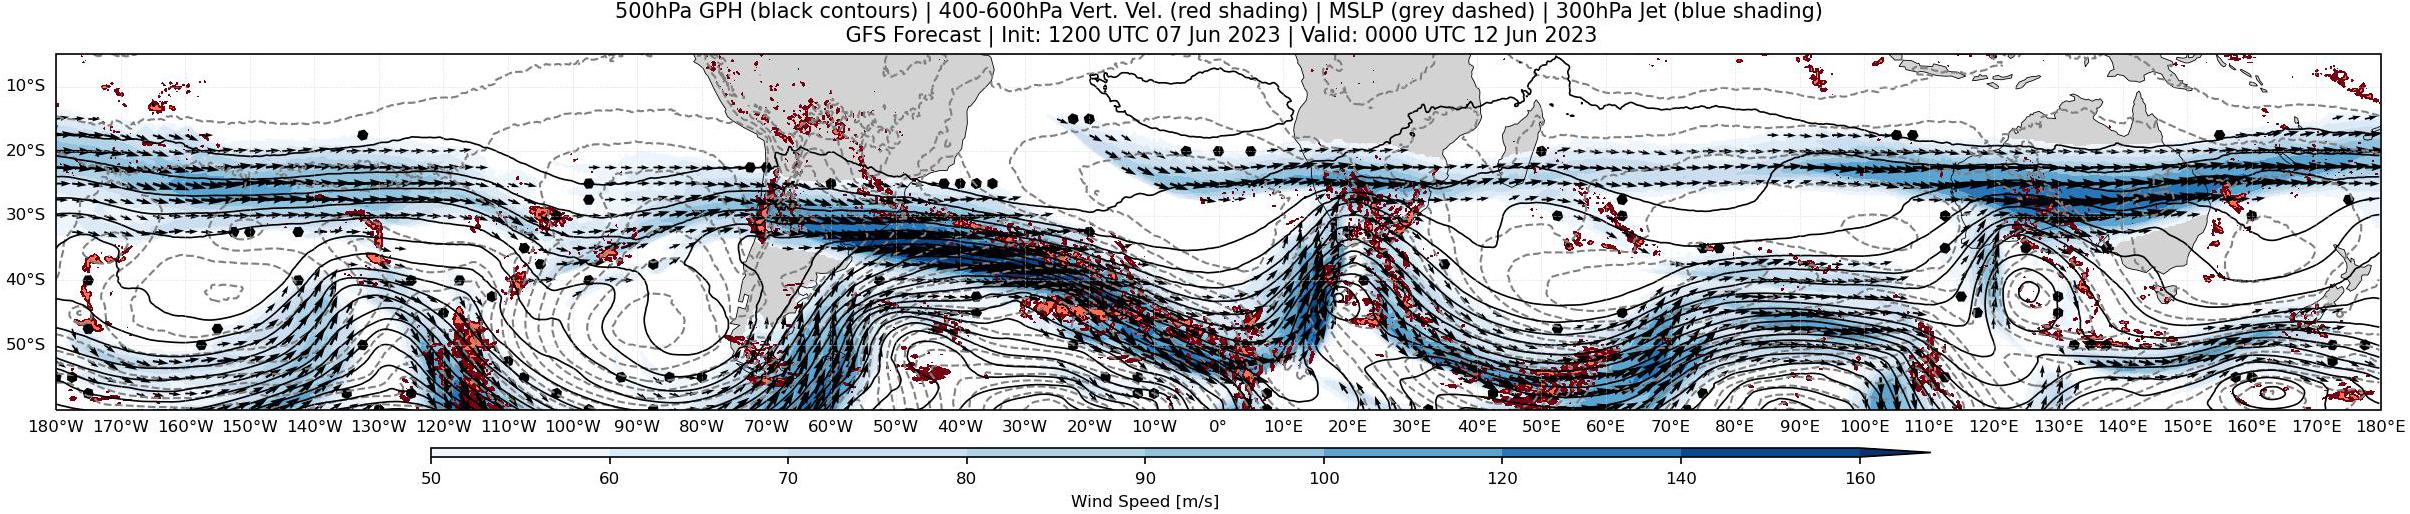 500hPa GPH (black contours) | 400-600hPa Vert. Vel. (red shading) | MSLP (grey dashed) | 300hPa Jet (blue shading)
GFS Forecast | Init: 1200 UTC 07 Jun 2023 | Valid: 0000 UTC 12 Jun 2023
10°S
20°S
30°S
40°S
50°S
180°W 170°W 160°W 150°W 140°W 130°W 120°W 110°W 100°W 90°W 80°W 70°W 60°W 50°W 40°W 30°W 20°W 10°W 0° 10°E 20°E 30°E 40°E 50°E 60°E 70°E 80°E 90°E 100°E 110°E 120°E 130°E 140°E 150°E 160°E 170°E 180°E
50 60 70 80 90 100 120 140 160
Wind Speed [m/s]